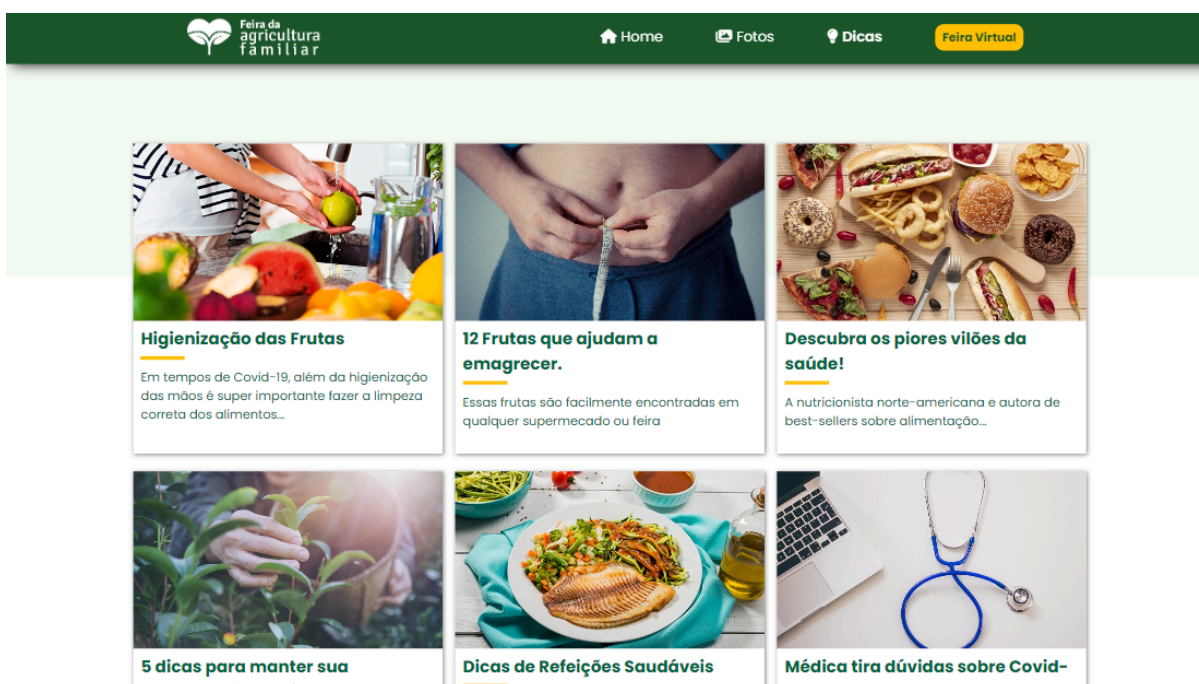 Feira da
agricultura
familiar
Home
Fotos
Dicas
Feira Virtual
Higienização das Frutas
Em tempos de Covid-19, além da higienização
das mãos é super importante fazer a limpeza
correta dos alimentos...
12 Frutas que ajudam a
emagrecer.
Essas frutas são facilmente encontradas em
qualquer supermecado ou feira
Descubra os piores vilões da
saúde!
A nutricionista norte-americana e autora de
best-sellers sobre alimentação...
5 dicas para manter sua
Dicas de Refeições Saudáveis
Médica tira dúvidas sobre Covid-